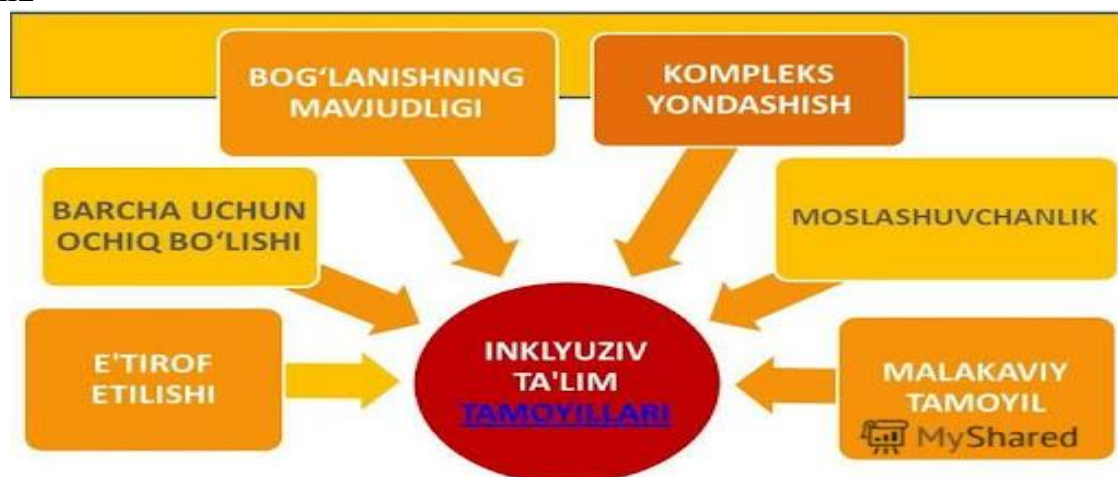 BOG‘LANISHNING
MAVJUDLIGI
KOMPLEKS
YONDASHISH
BARCHA UCHUN
OCHIQ BO‘LISHI
MOSLASHUVCHANLIK
E'TIROF
ETILISHI
INKLYUZIV
TA'LIM
TAMOYILLARI
MALAKAVIY
TAMOYIL
MyShared